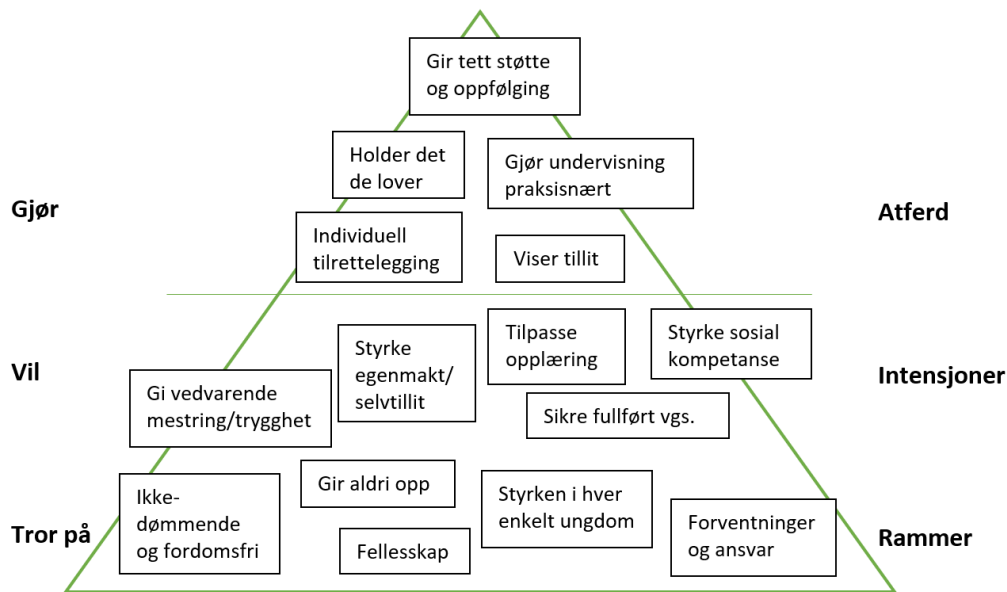 Gir tett støtte
og oppfølging
Holder det
de lover
Gjør undervisning
praksisnært
Gjør
Atferd
Individuell
tilrettelegging
Viser tillit
Vil
Gi vedvarende
mestring/trygghet
Styrke
egenmakt/
selvtillit
Tilpasse
opplæring
Styrke sosial
kompetanse
Intensjoner
Sikre fullført vgs.
Tror på
Ikke-
dømmende
og fordomsfri
Gir aldri opp
Fellesskap
Styrken i hver
enkelt ungdom
Forventninger
og ansvar
Rammer